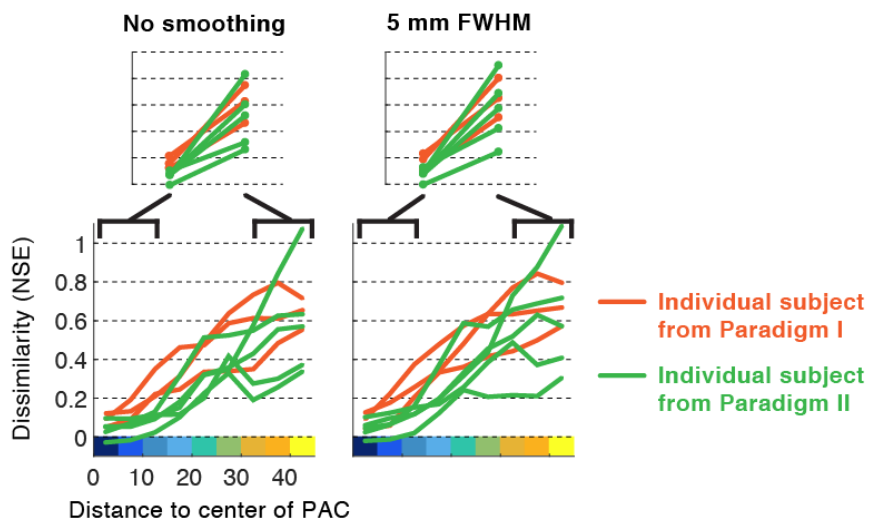 No smoothing
5 mm FWHM
Dissimilarity (NSE)
1
0.8
0.6
0.4
0.2
0
0 10 20 30 40
Distance to center of PAC
Individual subject
from Paradigm I
Individual subject
from Paradigm II